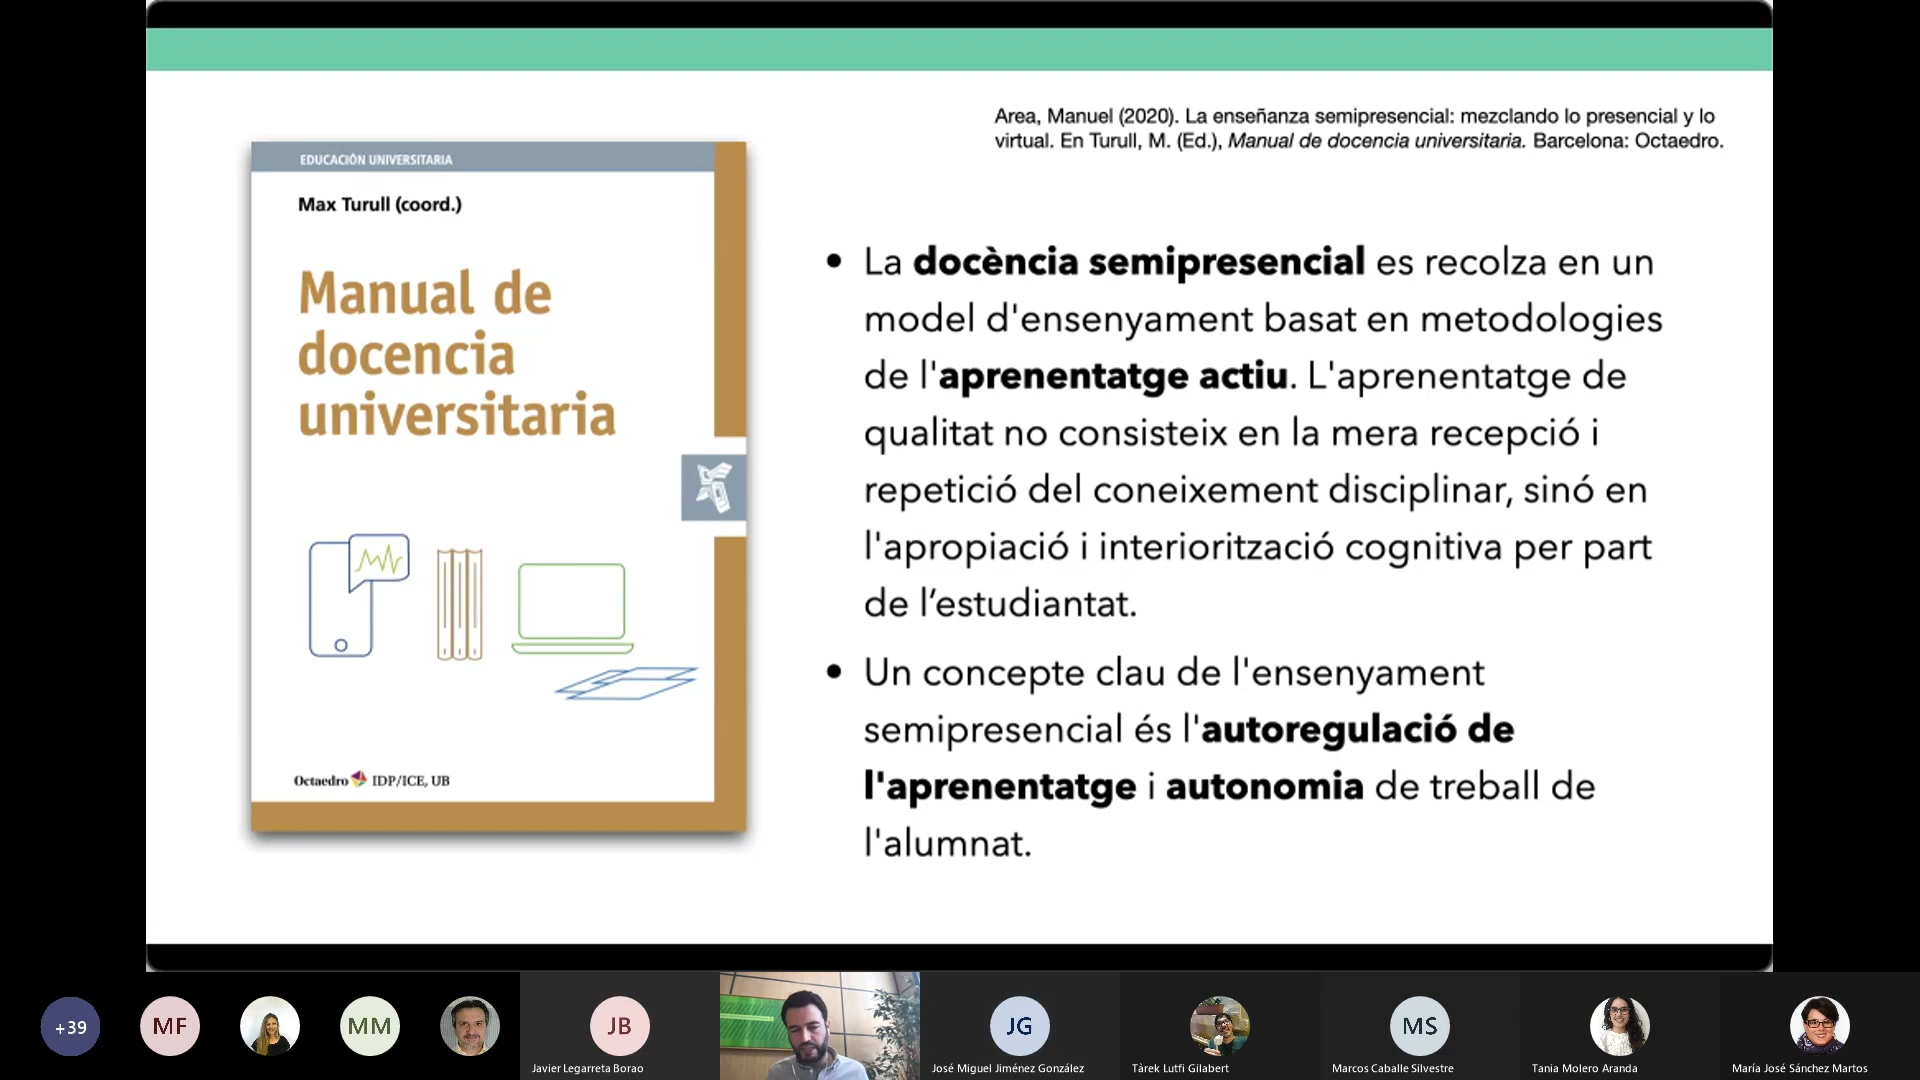 Area, Manuel (2020). La enseñanza semipresencial: mezclando lo presencial y lo
virtual. En Turull, M. (Ed.), Manual de docencia universitaria. Barcelona: Octaedro.
EDUCACIÓN UNIVERSITARIA
Max Turull (coord.)
Manual de
docencia
universitaria
Octaedro IDP/ICE, UB
• La docència semipresencial es recolza en un
model d'ensenyament basat en metodologies
de l'aprenentatge actiu. L'aprenentatge de
qualitat no consisteix en la mera recepció i
repetició del coneixement disciplinar, sinó en
l'apropiació i interiorització cognitiva per part
de l’estudiantat.
• Un concepte clau de l'ensenyament
semipresencial és l'autoregulació de
l'aprenentatge i autonomia de treball de
l'alumnat.
+39
MF
MM
JB
Javier Legarreta Borao
JG
José Miguel Jiménez González
Tàrek Lutfi Gilabert
MS
Marcos Caballe Silvestre
Tania Molero Aranda
María José Sánchez Martos